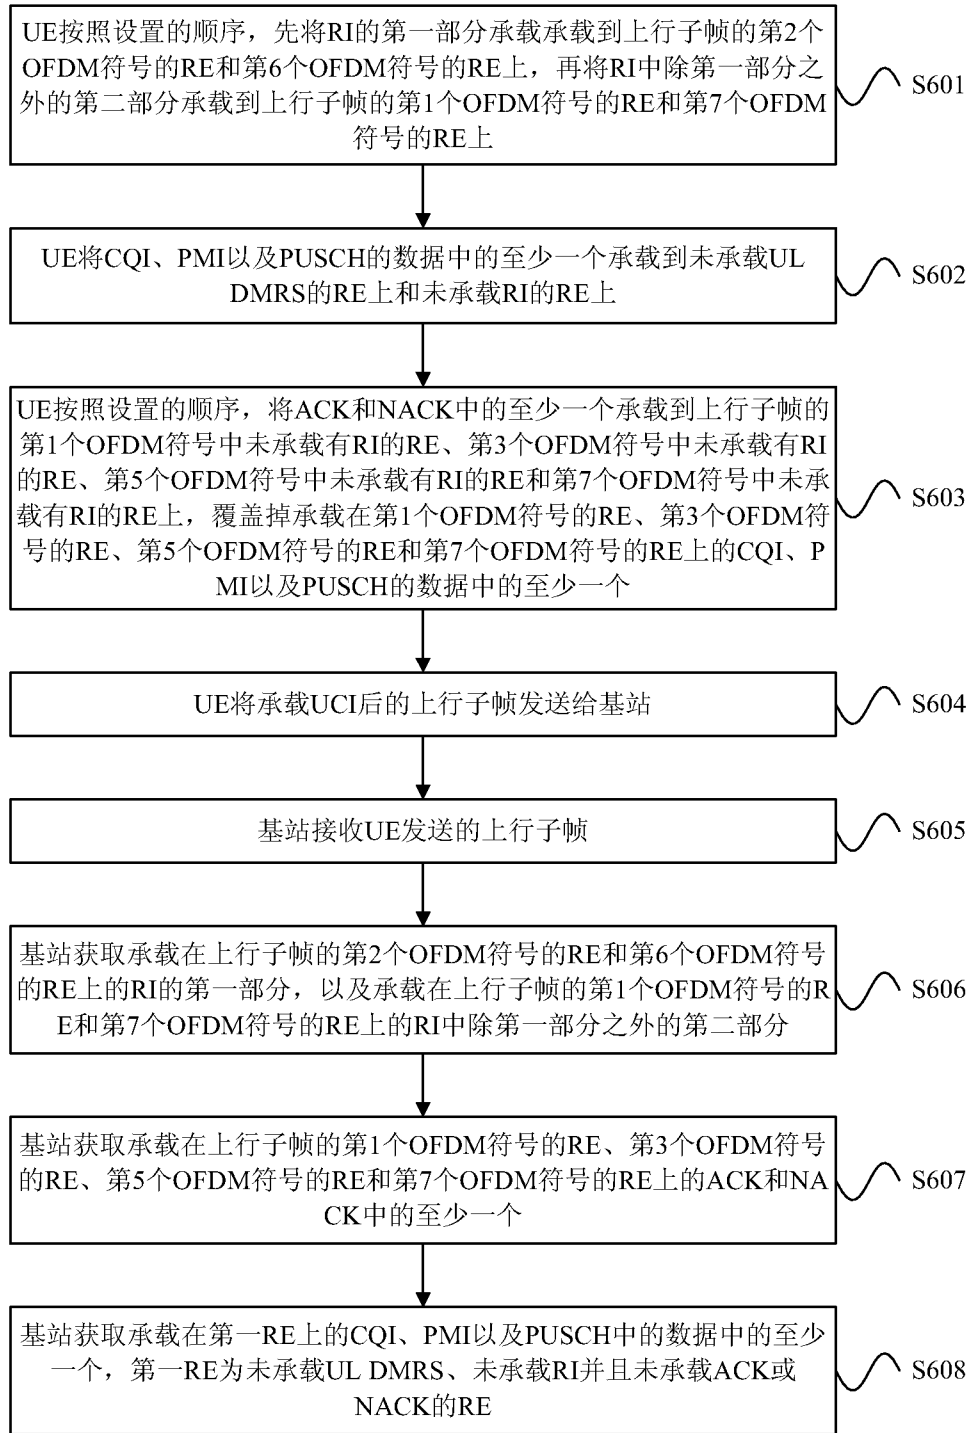 UE按照设置的顺序，先将RI的第一部分承载承载到上行子帧的第2个
OFDM符号的RE和第6个OFDM符号的RE上，再将RI中除第一部分之
外的第二部分承载到上行子帧的第1个OFDM符号的RE和第7个OFDM
符号的RE上
S601
UE将CQI、PMI以及PUSCH的数据中的至少一个承载到未承载UL
DMRS的RE上和未承载RI的RE上
S602
UE按照设置的顺序，将ACK和NACK中的至少一个承载到上行子帧的
第1个OFDM符号中未承载有RI的RE、第3个OFDM符号中未承载有RI
的RE、第5个OFDM符号中未承载有RI的RE和第7个OFDM符号中未承
载有RI的RE上，覆盖掉承载在第1个OFDM符号的RE、第3个OFDM符
号的RE、第5个OFDM符号的RE和第7个OFDM符号的RE上的CQI、P
MI以及PUSCH的数据中的至少一个
S603
UE将承载UCI后的上行子帧发送给基站
S604
基站接收UE发送的上行子帧
S605
基站获取承载在上行子帧的第2个OFDM符号的RE和第6个OFDM符号
的RE上的RI的第一部分，以及承载在上行子帧的第1个OFDM符号的R
E和第7个OFDM符号的RE上的RI中除第一部分之外的第二部分
S606
基站获取承载在上行子帧的第1个OFDM符号的RE、第3个OFDM符号
的RE、第5个OFDM符号的RE和第7个OFDM符号的RE上的ACK和NA
CK中的至少一个
S607
基站获取承载在第一RE上的CQI、PMI以及PUSCH中的数据中的至少
一个，第一RE为未承载UL DMRS、未承载RI并且未承载ACK或
NACK的RE
S608